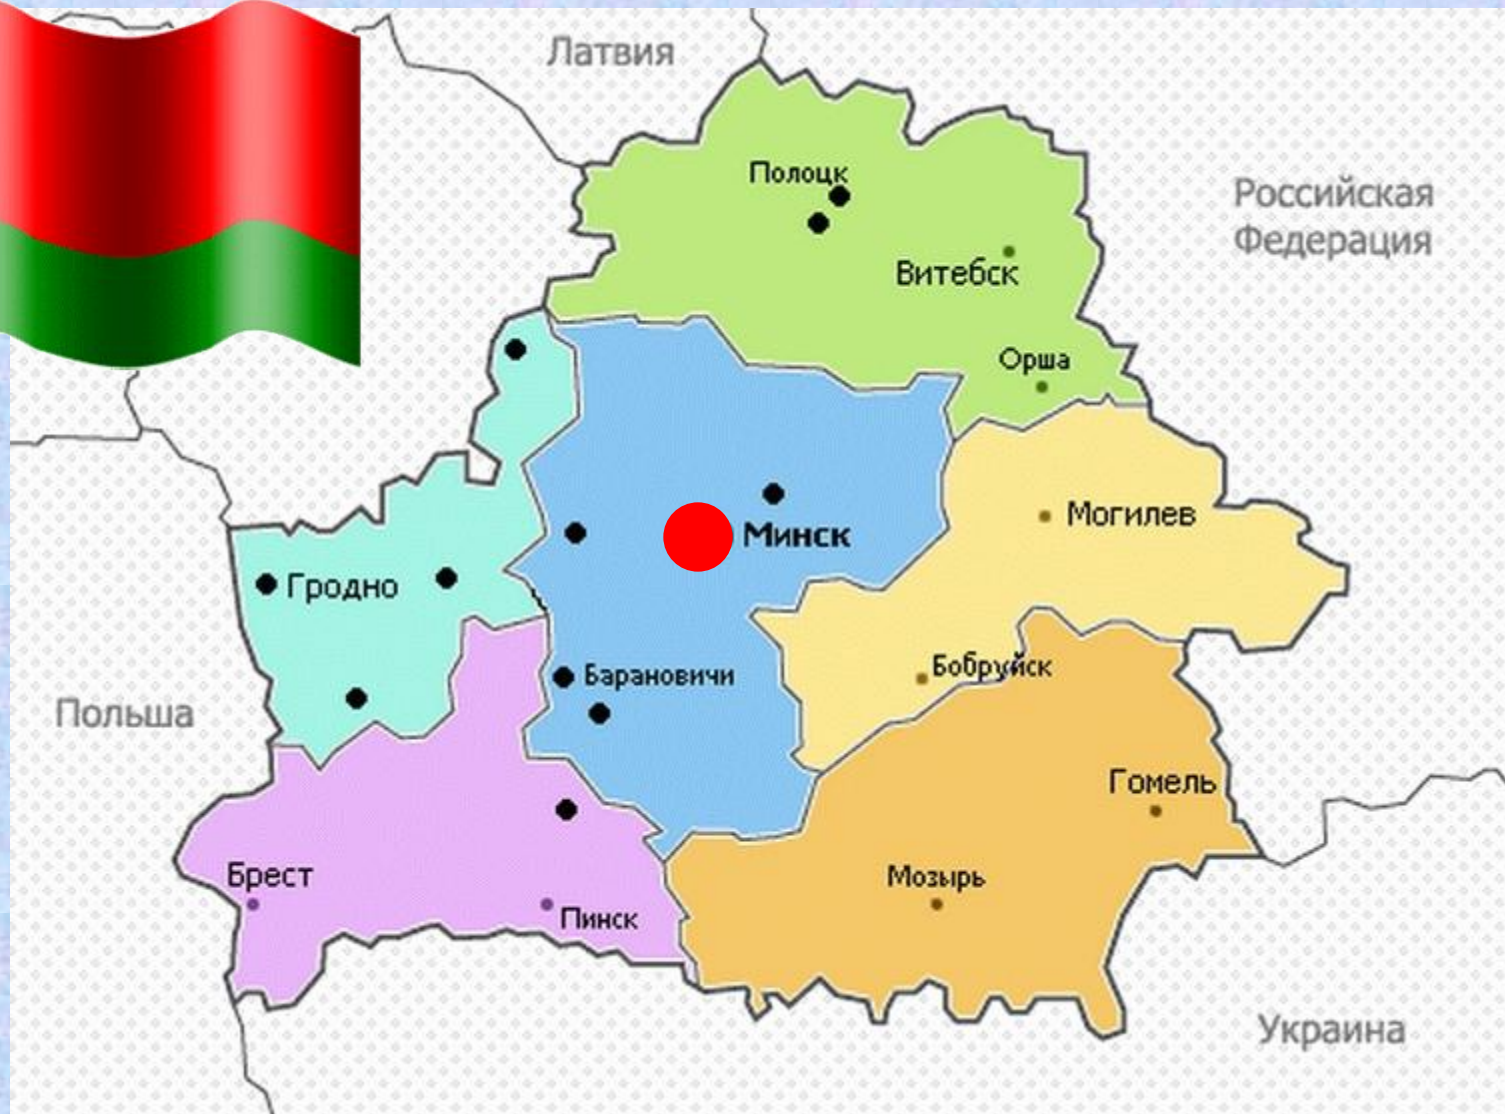 Латвия
Полоцк
Российская
Федерация
Витебск
Орша
Могилев
Минск
Гродно
Бобруйск
Барановичи
Польша
Гомель
Брест
Мозырь
Пинск
Украина